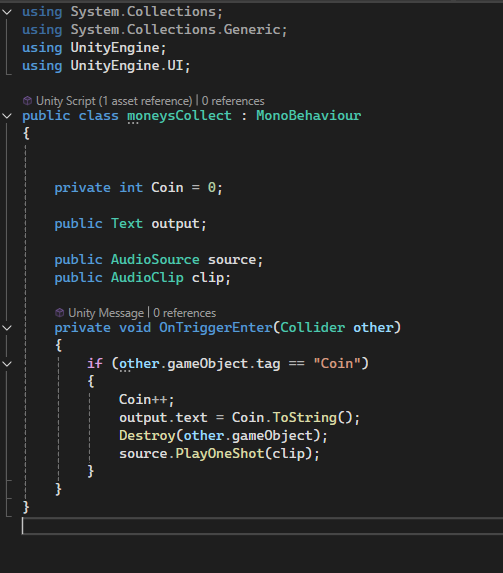 using System.Collections;
using System.Collections.Generic;
using UnityEngine;
using UnityEngine.UI;
Unity Script (1 asset reference) | 0 references
public class moneysCollect : MonoBehaviour
{
private int Coin = 0;
public Text output;
public AudioSource source;
public AudioClip clip;
Unity Message | 0 references
private void OnTriggerEnter(Collider other)
{
if (other.gameObject.tag == "Coin")
{
Coin++;
output.text = Coin.ToString();
Destroy(other.gameObject);
source.PlayOneShot(clip);
}
}
}